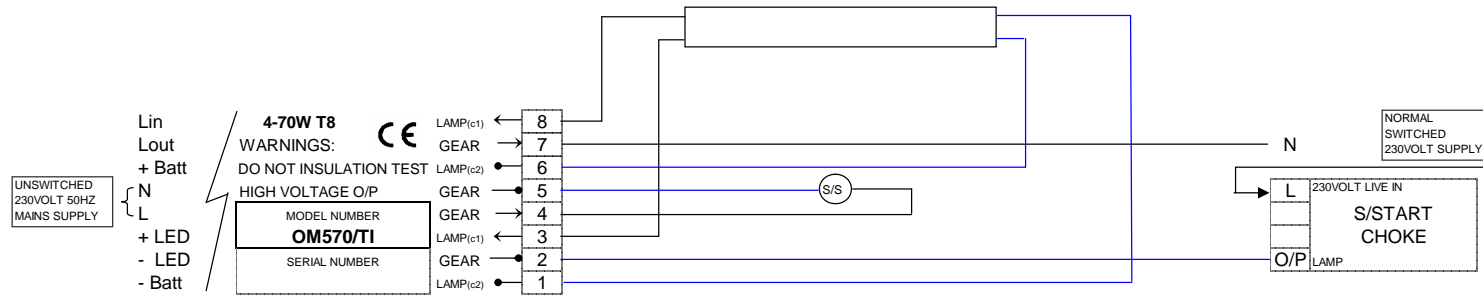 Lin
Lout
+ Batt
N
L
+ LED
- LED
- Batt
UNSWITCHED
230VOLT 50HZ
MAINS SUPPLY
4-70W T8
CE
WARNINGS:
DO NOT INSULATION TEST
HIGH VOLTAGE O/P
MODEL NUMBER
OM570/TI
SERIAL NUMBER
LAMP(c1) 8
GEAR 7
LAMP(c2) 6
GEAR 5
GEAR 4
LAMP(c1) 3
GEAR 2
LAMP(c2) 1
S/S
N
NORMAL
SWITCHED
230VOLT SUPPLY
L 230VOLT LIVE IN
S/START
CHOKE
O/P LAMP